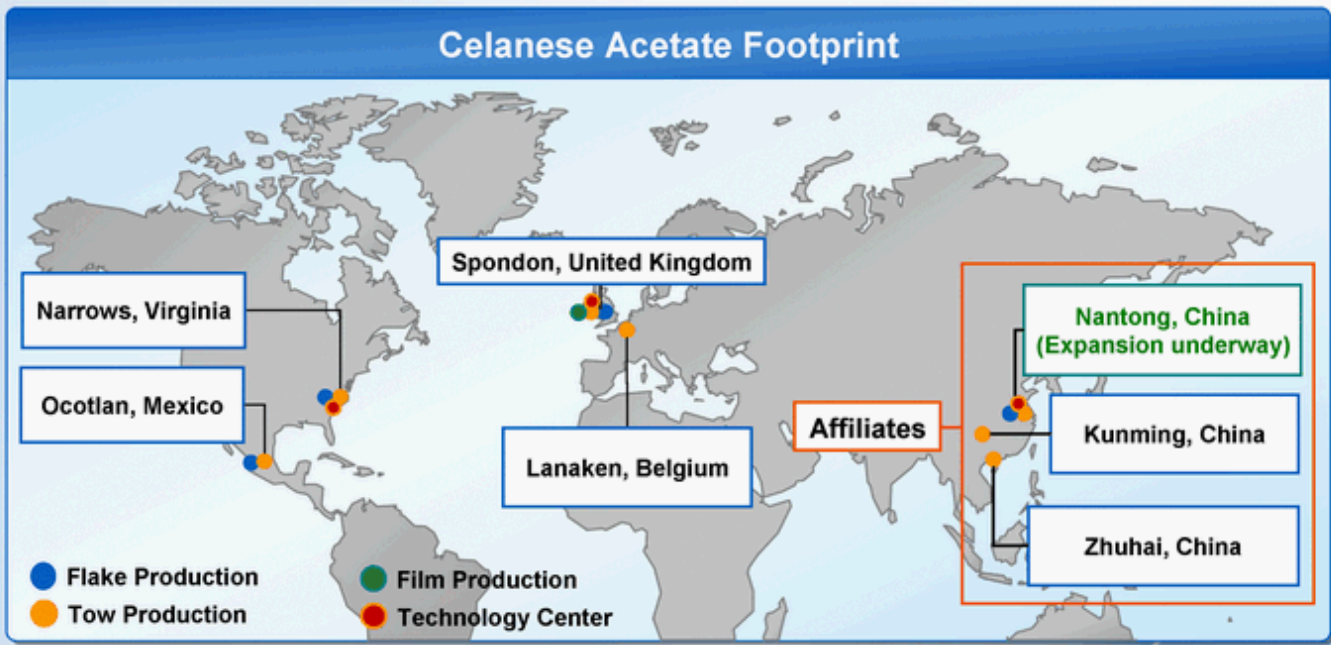 Celanese Acetate Footprint
Spondon, United Kingdom
Narrows, Virginia
Nantong, China
(Expansion underway)
Ocotlan, Mexico
Affiliates
Kunming, China
Lanaken, Belgium
Zhuhai, China
Flake Production
Film Production
Tow Production
Technology Center